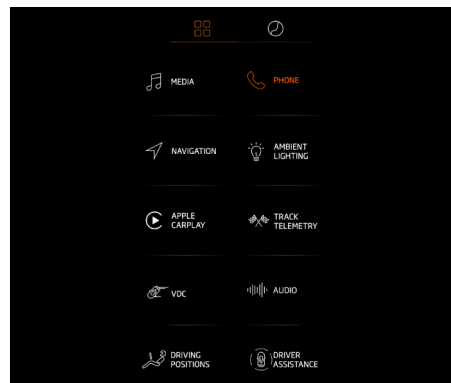 MEDIA
PHONE
NAVIGATION
AMBIENT
LIGHTING
APPLE
CARPLAY
TRACK
TELEMETRY
VDC
AUDIO
DRIVING
POSITIONS
DRIVER
ASSISTANCE